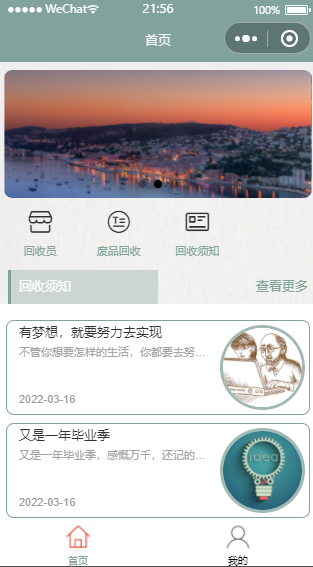 WeChat 21:56 100%
首页
回收员 废品回收 回收须知
回收须知 查看更多
有梦想，就要努力去实现
不管你想要怎样的生活，你都要去努...
2022-03-16
又是一年毕业季
又是一年毕业季，感慨万千，还记的...
2022-03-16
idea
首页 我的